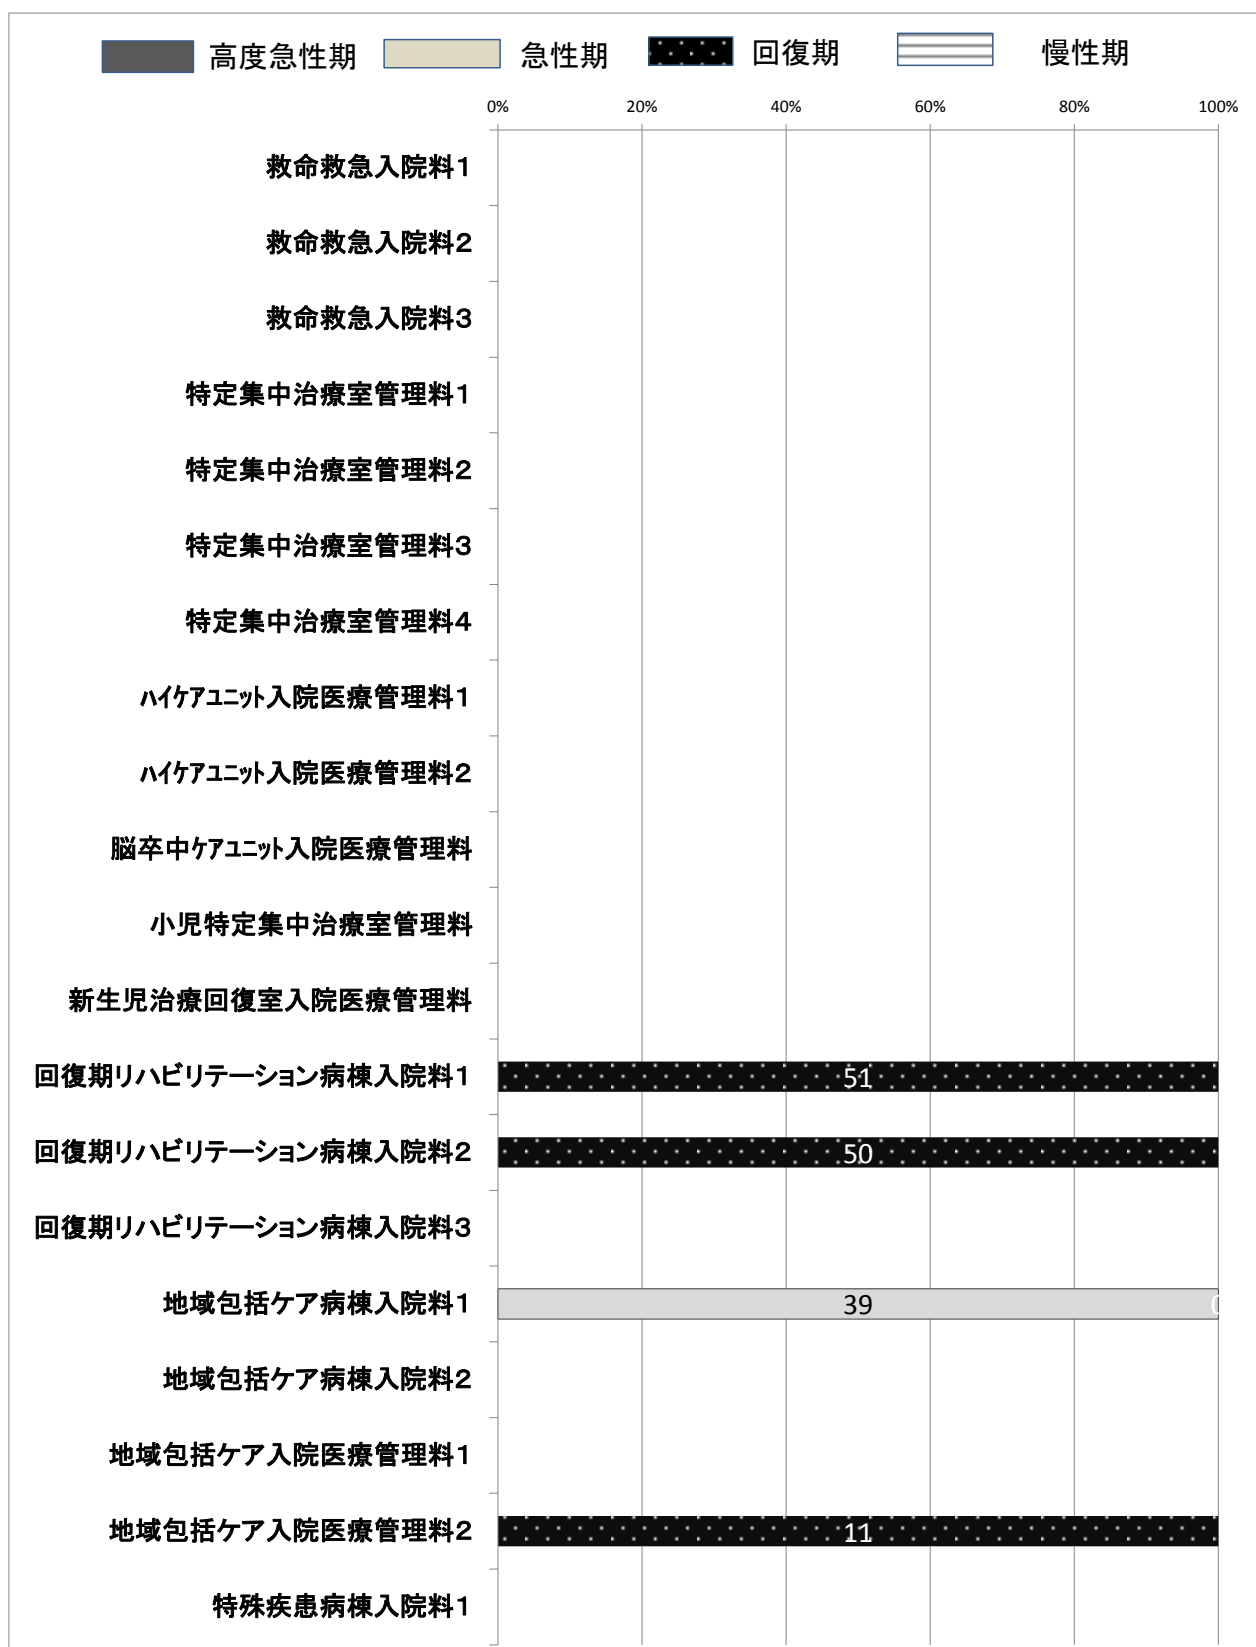 高度急性期 急性期 回復期 慢性期
0% 20% 40% 60% 80% 100%
救命救急入院料1
救命救急入院料2
救命救急入院料3
特定集中治療室管理料1
特定集中治療室管理料2
特定集中治療室管理料3
特定集中治療室管理料4
ﾊｲｹｱﾕﾆｯﾄ入院医療管理料1
ﾊｲｹｱﾕﾆｯﾄ入院医療管理料2
脳卒中ｹｱﾕﾆｯﾄ入院医療管理料
小児特定集中治療室管理料
新生児治療回復室入院医療管理料
回復期リハビリテーション病棟入院料1 51
回復期リハビリテーション病棟入院料2 50
回復期リハビリテーション病棟入院料3
地域包括ケア病棟入院料1 39 0
地域包括ケア病棟入院料2
地域包括ケア入院医療管理料1
地域包括ケア入院医療管理料2 11
特殊疾患病棟入院料1